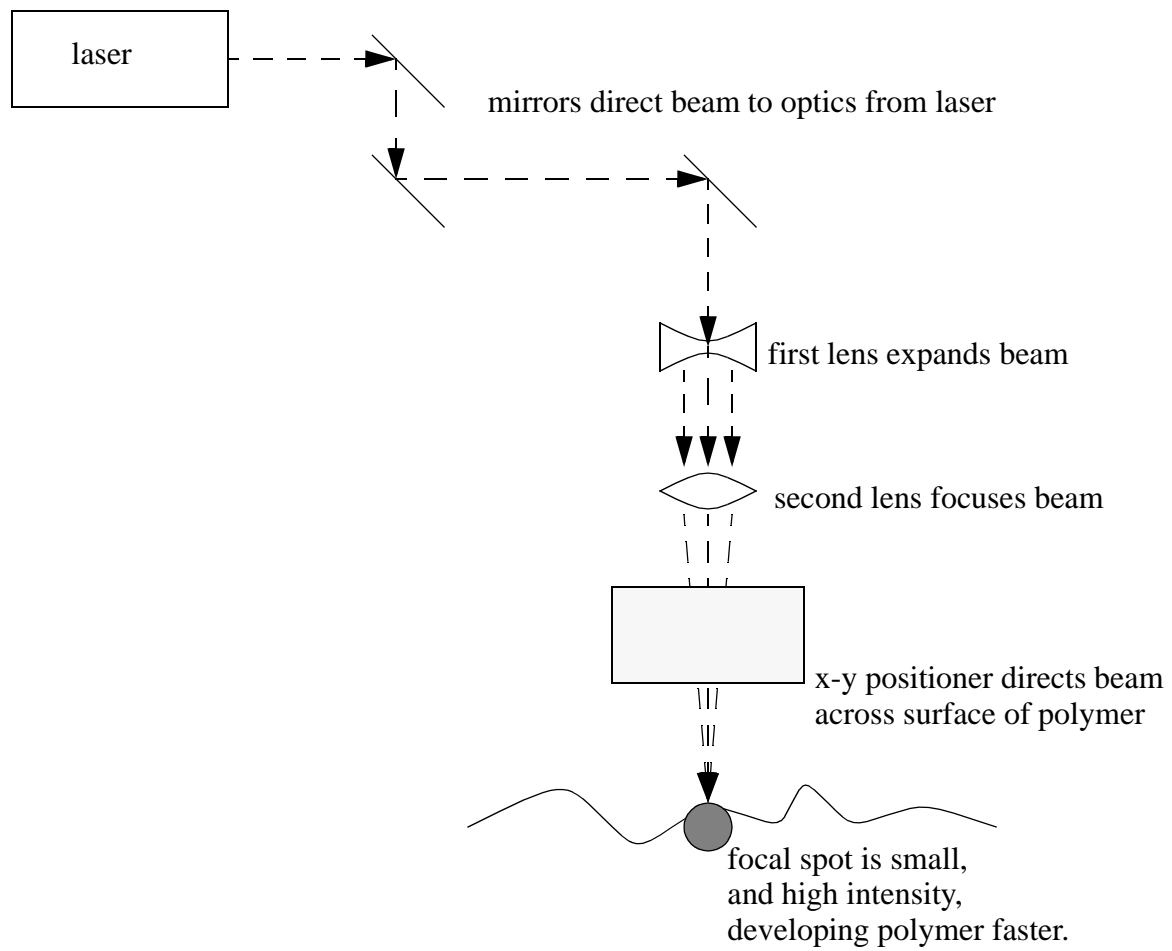 laser
mirrors direct beam to optics from laser
first lens expands beam
second lens focuses beam
x-y positioner directs beam
across surface of polymer
focal spot is small,
and high intensity,
developing polymer faster.